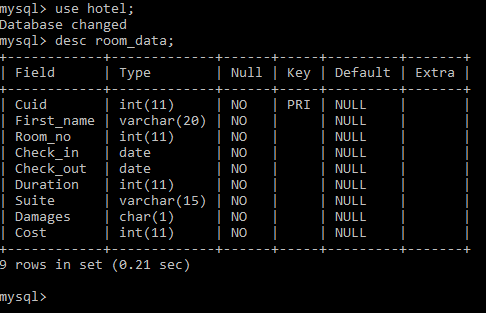 mysql> use hotel;
Database changed
mysql> desc room_data;
+------------+-------------+------+-----+---------+-------+
| Field      | Type        | Null | Key | Default | Extra |
+------------+-------------+------+-----+---------+-------+
| Cuid       | int(11)     | NO   | PRI | NULL    |       |
| First_name | varchar(20) | NO   |     | NULL    |       |
| Room_no    | int(11)     | NO   |     | NULL    |       |
| Check_in   | date        | NO   |     | NULL    |       |
| Check_out  | date        | NO   |     | NULL    |       |
| Duration   | int(11)     | NO   |     | NULL    |       |
| Suite      | varchar(15) | NO   |     | NULL    |       |
| Damages    | char(1)     | NO   |     | NULL    |       |
| Cost       | int(11)     | NO   |     | NULL    |       |
+------------+-------------+------+-----+---------+-------+
9 rows in set (0.21 sec)
mysql>